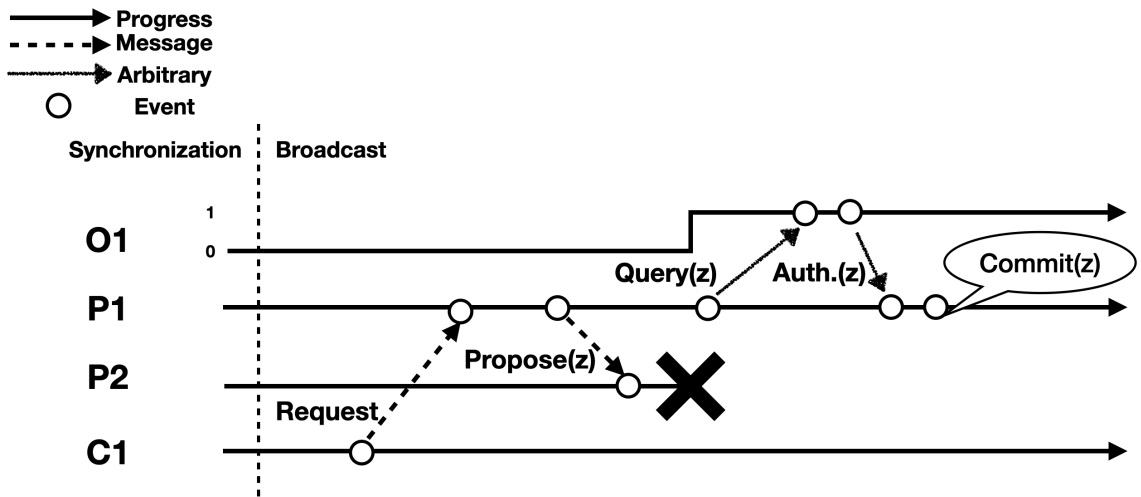 Progress
Message
Arbitrary
Event
Synchronization
Broadcast
1
O1
0
Query(z)
Auth.(z)
Commit(z)
P1
Propose(z)
P2
Request
C1